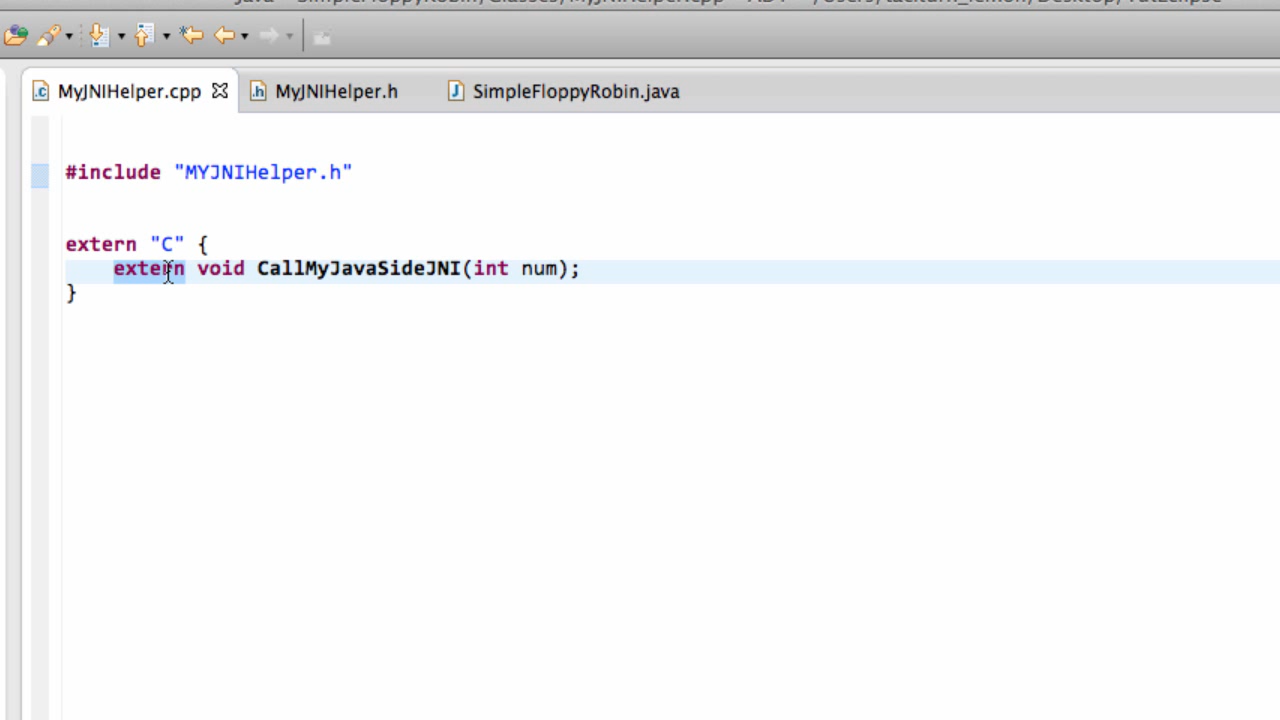 MyJNIHelper.cpp MyJNIHelper.h SimpleFloppyRobin.java
#include "MYJNIHelper.h"
extern "C" {
extern void CallMyJavaSideJNI(int num);
}